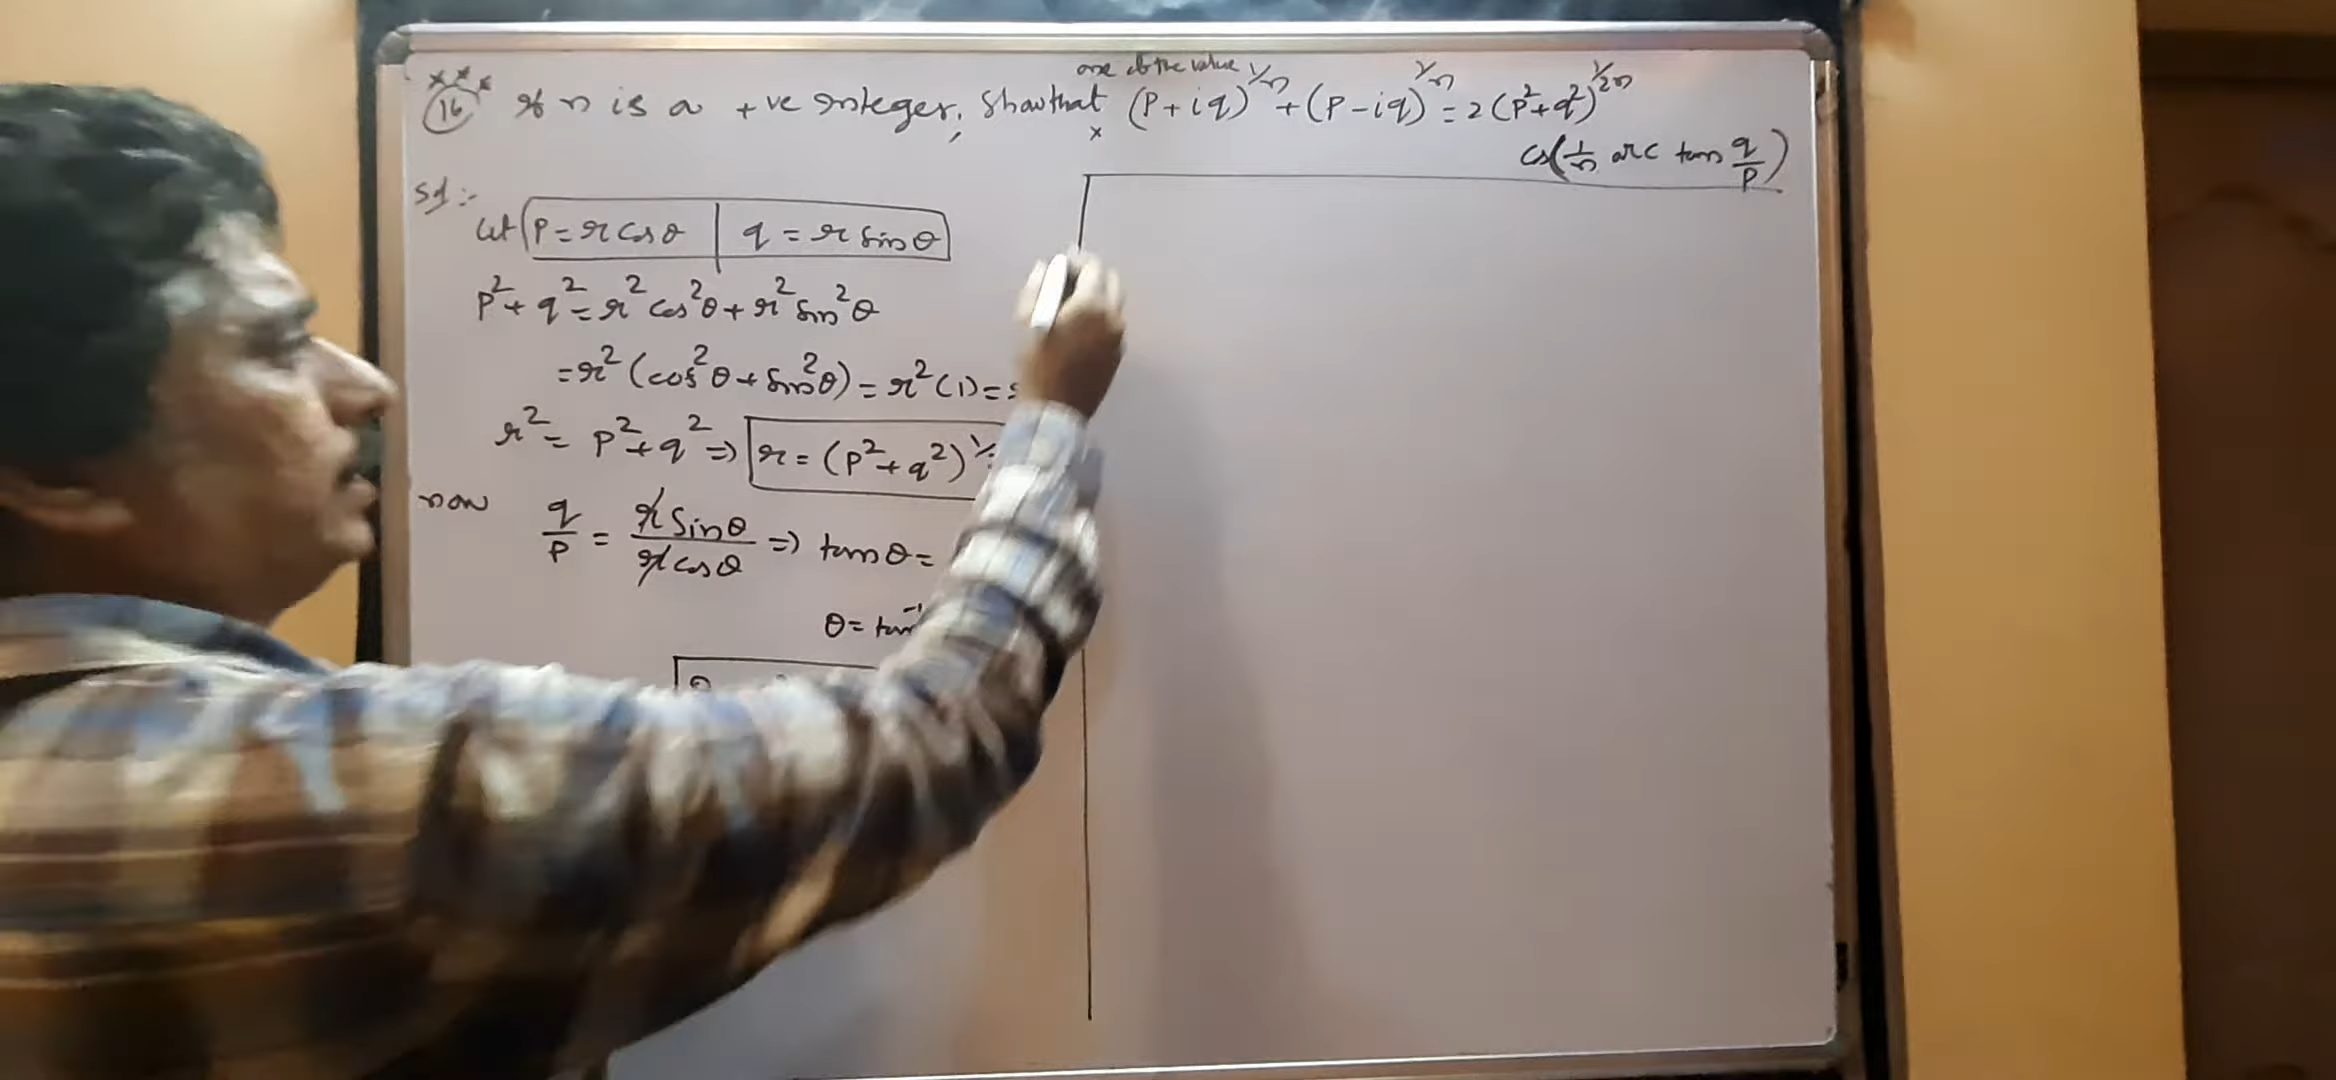 one of the value
(16) If n is a +ve integer, show that (P+iq)^1/n + (P-iq)^1/n = 2(P²+q²)^1/2n
cos(1/n arc tan q/P)
Sol:-
Let P = r cos θ | q = r sin θ
P²+q² = r² cos²θ + r² sin²θ
= r² (cos²θ + sin²θ) = r² (1) =
r² = P²+q² ⇒ r = (P²+q²)
now q/P = r sin θ / r cos θ ⇒ tan θ =
θ = tan⁻¹
θ